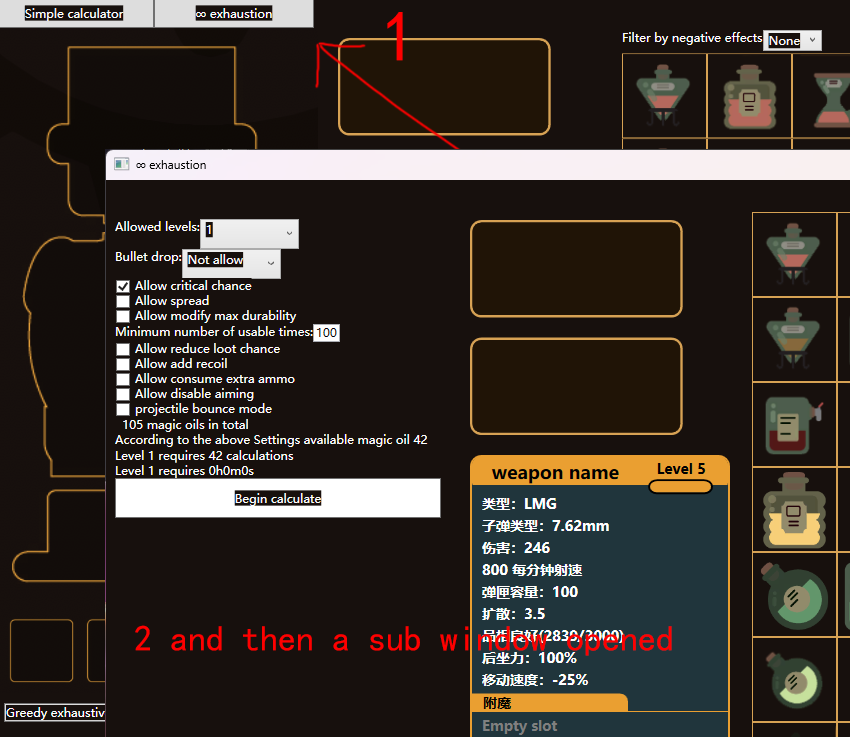 Simple calculator
∞ exhaustion
1
Filter by negative effects
None
∞ exhaustion
Allowed levels:
1
Bullet drop:
Not allow
Allow critical chance
Allow spread
Allow modify max durability
Minimum number of usable times:
100
Allow reduce loot chance
Allow add recoil
Allow consume extra ammo
Allow disable aiming
projectile bounce mode
105 magic oils in total
According to the above Settings available magic oil 42
Level 1 requires 42 calculations
Level 1 requires 0h0m0s
Begin calculate
weapon name
Level 5
类型: LMG
子弹类型: 7.62mm
伤害: 246
800 每分钟射速
弹匣容量: 100
扩散: 3.5
品相良好(2839/3000)
2 and then a sub window opened
后坐力: 100%
移动速度: -25%
附魔
Greedy exhaustiv
Empty slot